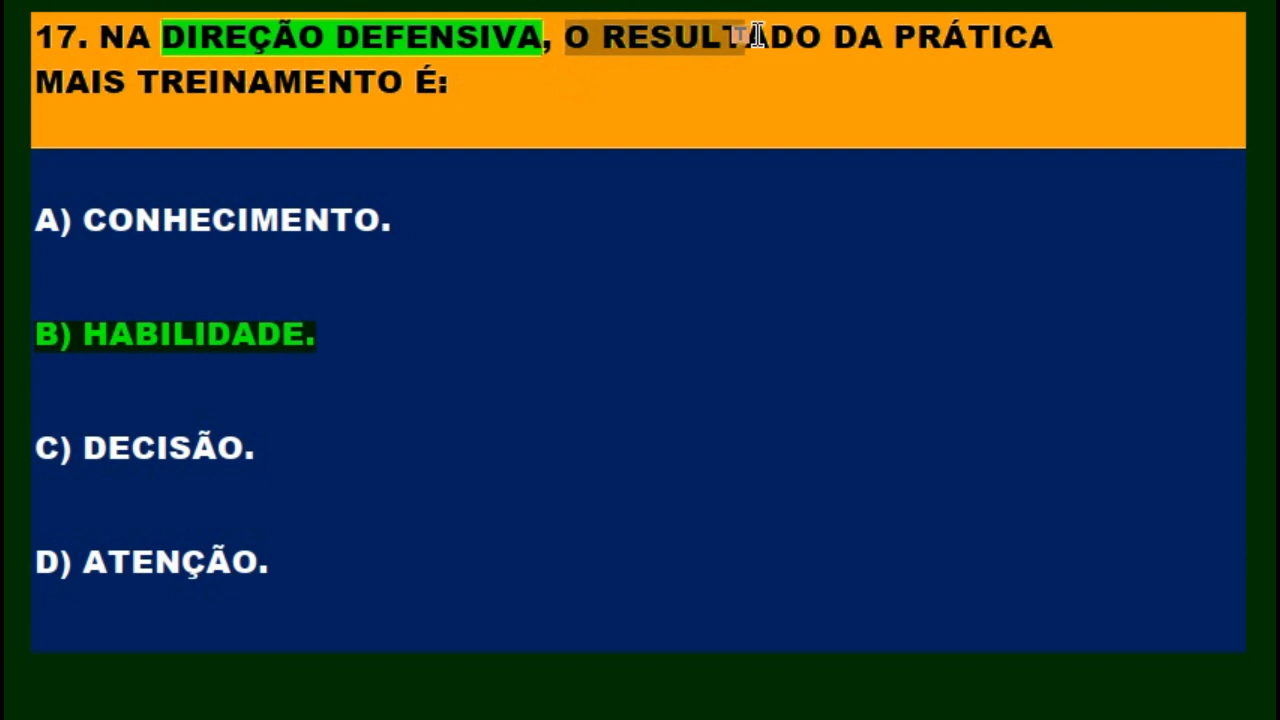 17. NA DIREÇÃO DEFENSIVA, O RESULTADO DA PRÁTICA
MAIS TREINAMENTO É:
A) CONHECIMENTO.
B) HABILIDADE.
C) DECISÃO.
D) ATENÇÃO.